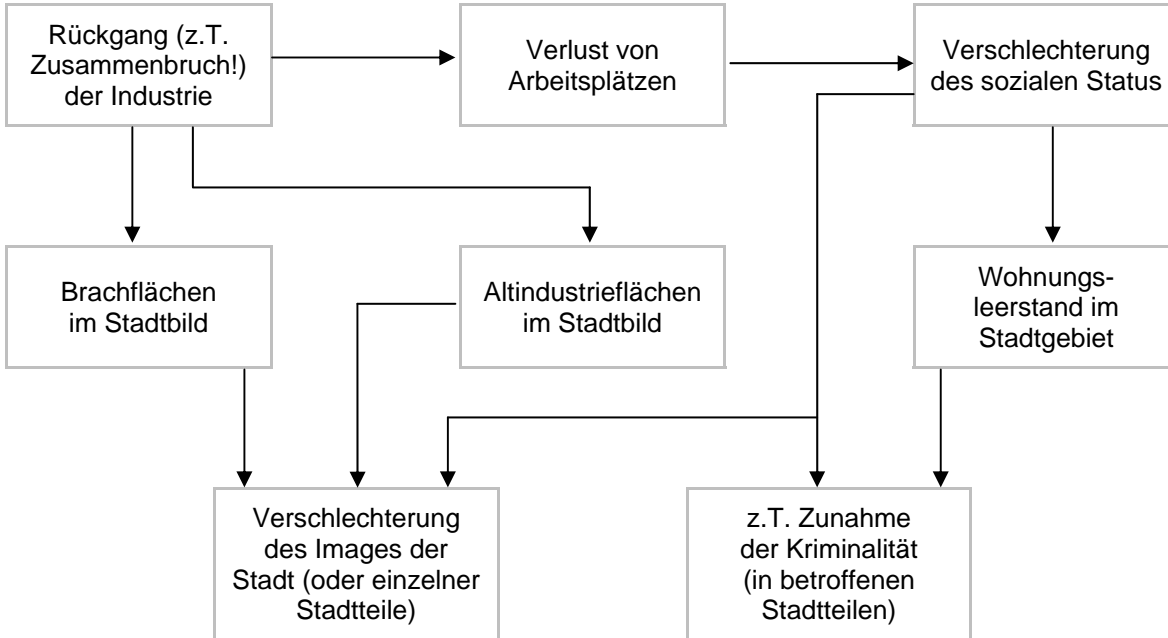 Rückgang (z.T.
Zusammenbruch!)
der Industrie
Verlust von
Arbeitsplätzen
Verschlechterung
des sozialen Status
Brachflächen
im Stadtbild
Altindustrieflächen
im Stadtbild
Wohnungs-
leerstand im
Stadtgebiet
Verschlechterung
des Images der
Stadt (oder einzelner
Stadtteile)
z.T. Zunahme
der Kriminalität
(in betroffenen
Stadtteilen)